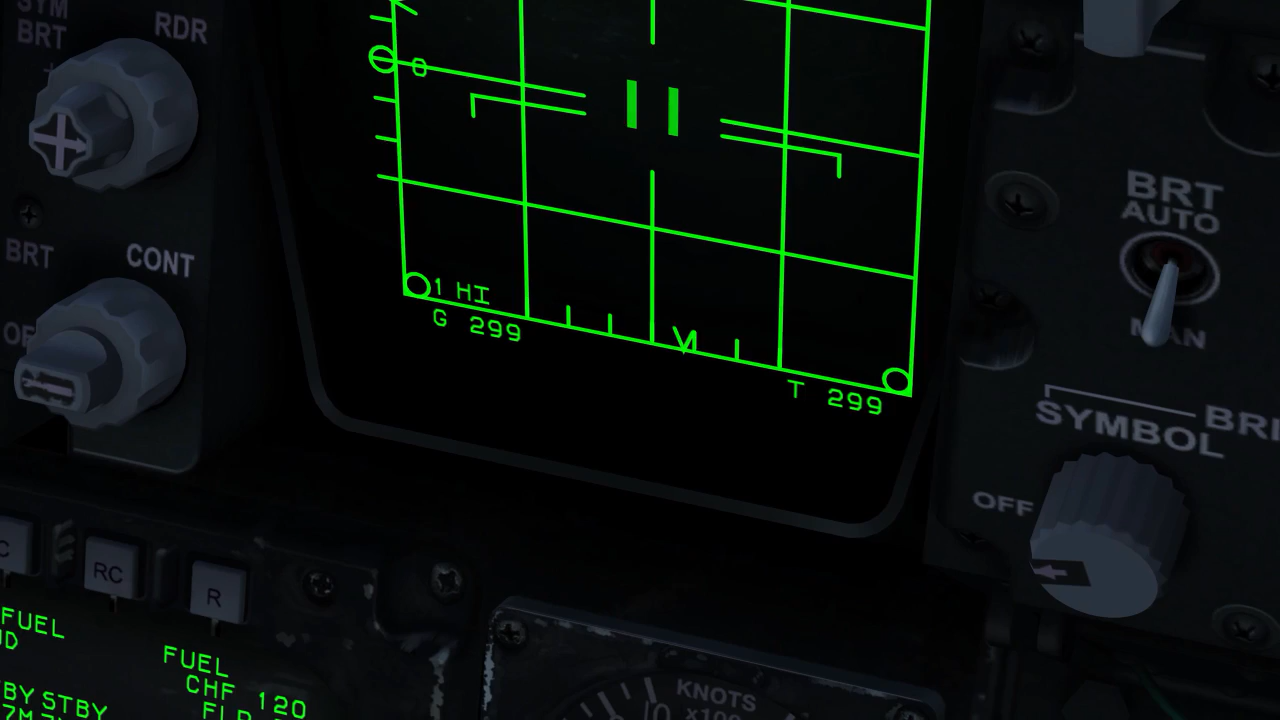 SYM
BRT
RDR
BRT
CONT
0
1 HI
G 299
T 299
BRT
AUTO
MAN
SYMBOL
OFF
RC
R
FUEL
FUEL
CHF 120
STBY
KNOTS